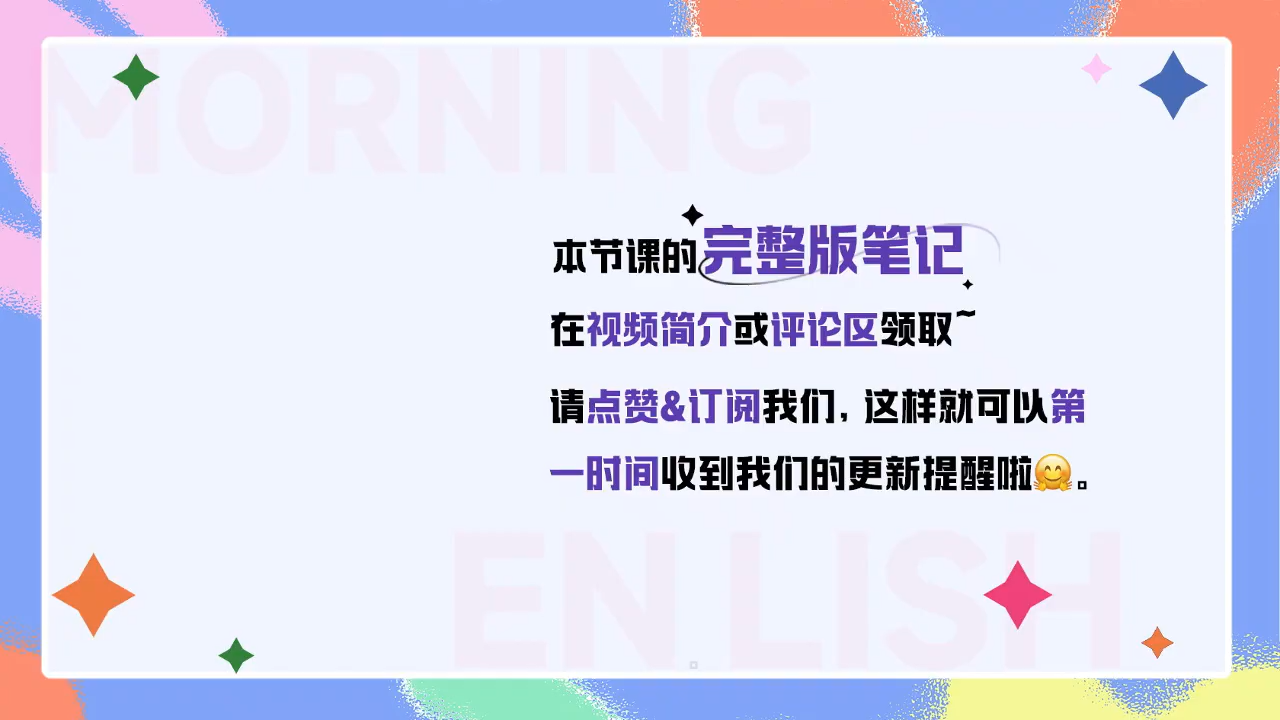 MORNING
本节课的完整版笔记
在视频简介或评论区领取~
请点赞&订阅我们，这样就可以第
一时间收到我们的更新提醒啦🤗。
EN LISH